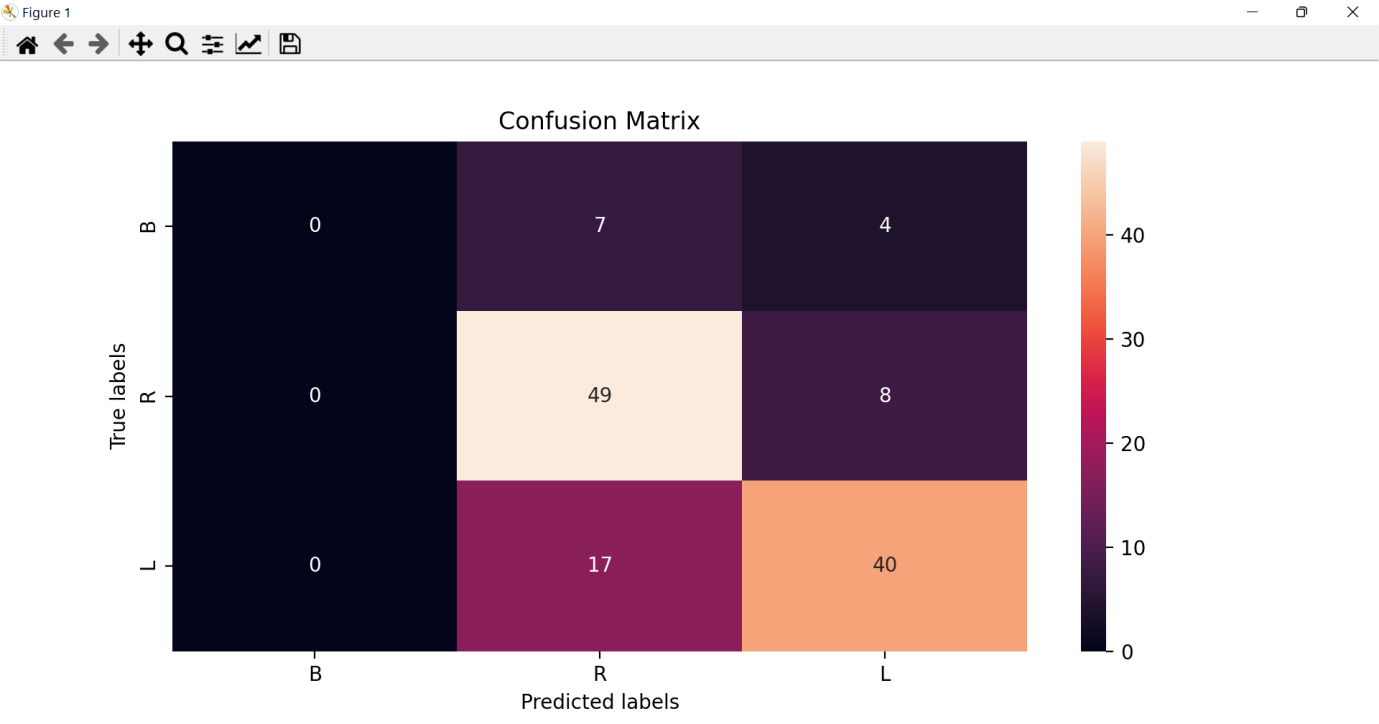 Figure 1
Confusion Matrix
B 0 7 4
40
R 0 49 8
30
True labels
20
L 0 17 40
10
0
B R L
Predicted labels